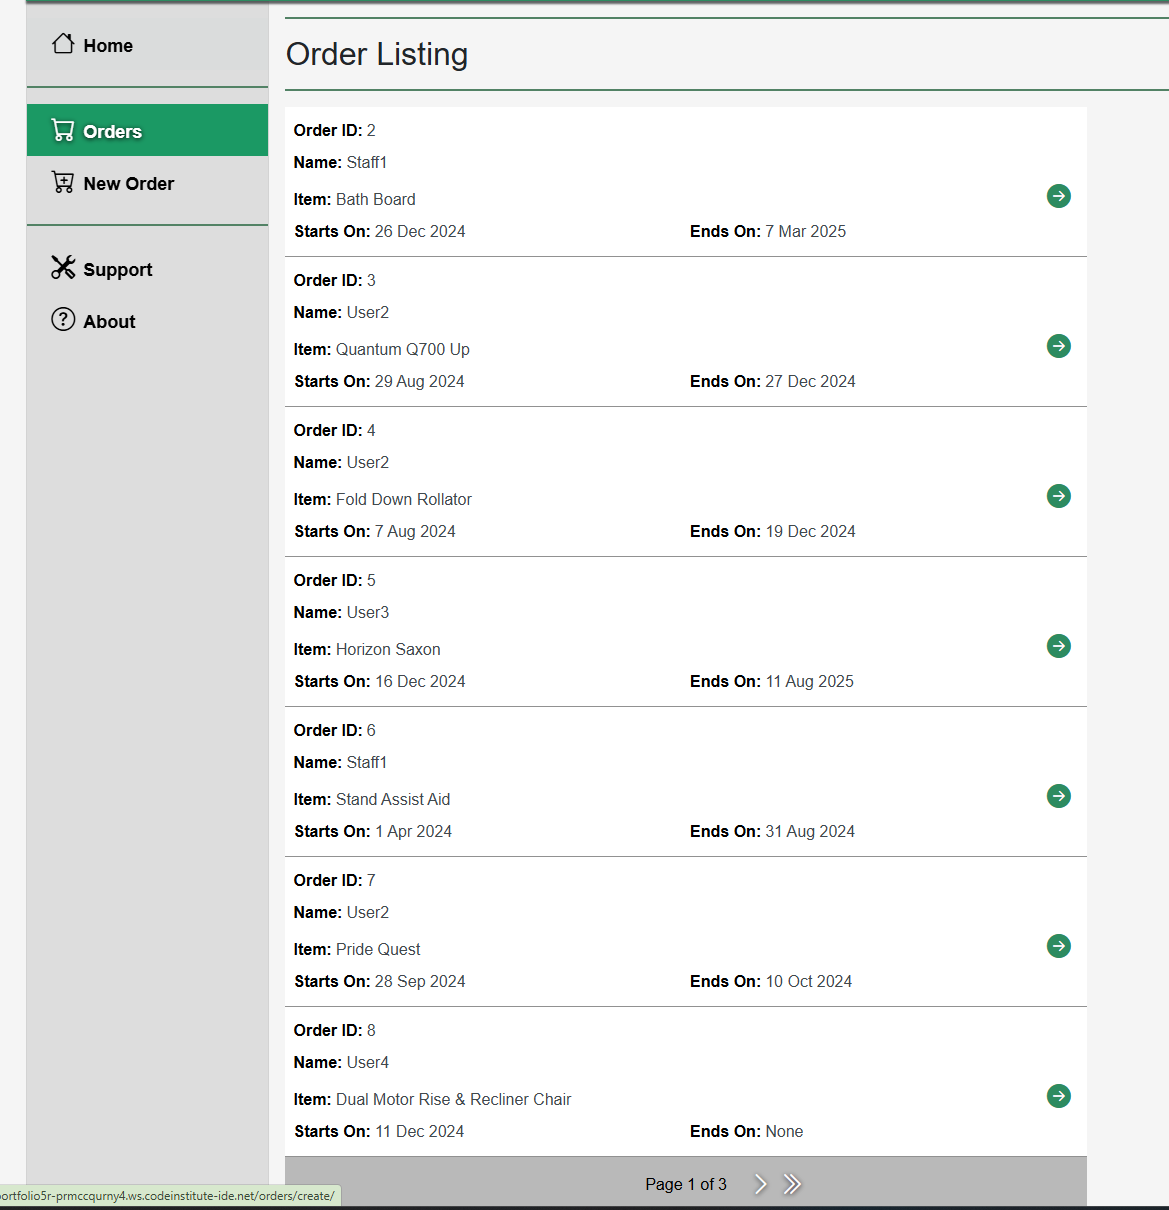 Home
Orders
New Order
Support
About
Order Listing
Order ID: 2
Name: Staff1
Item: Bath Board
Starts On: 26 Dec 2024 Ends On: 7 Mar 2025
Order ID: 3
Name: User2
Item: Quantum Q700 Up
Starts On: 29 Aug 2024 Ends On: 27 Dec 2024
Order ID: 4
Name: User2
Item: Fold Down Rollator
Starts On: 7 Aug 2024 Ends On: 19 Dec 2024
Order ID: 5
Name: User3
Item: Horizon Saxon
Starts On: 16 Dec 2024 Ends On: 11 Aug 2025
Order ID: 6
Name: Staff1
Item: Stand Assist Aid
Starts On: 1 Apr 2024 Ends On: 31 Aug 2024
Order ID: 7
Name: User2
Item: Pride Quest
Starts On: 28 Sep 2024 Ends On: 10 Oct 2024
Order ID: 8
Name: User4
Item: Dual Motor Rise & Recliner Chair
Starts On: 11 Dec 2024 Ends On: None
Page 1 of 3
ortfolio5r-prmccqurny4.ws.codeinstitute-ide.net/orders/create/